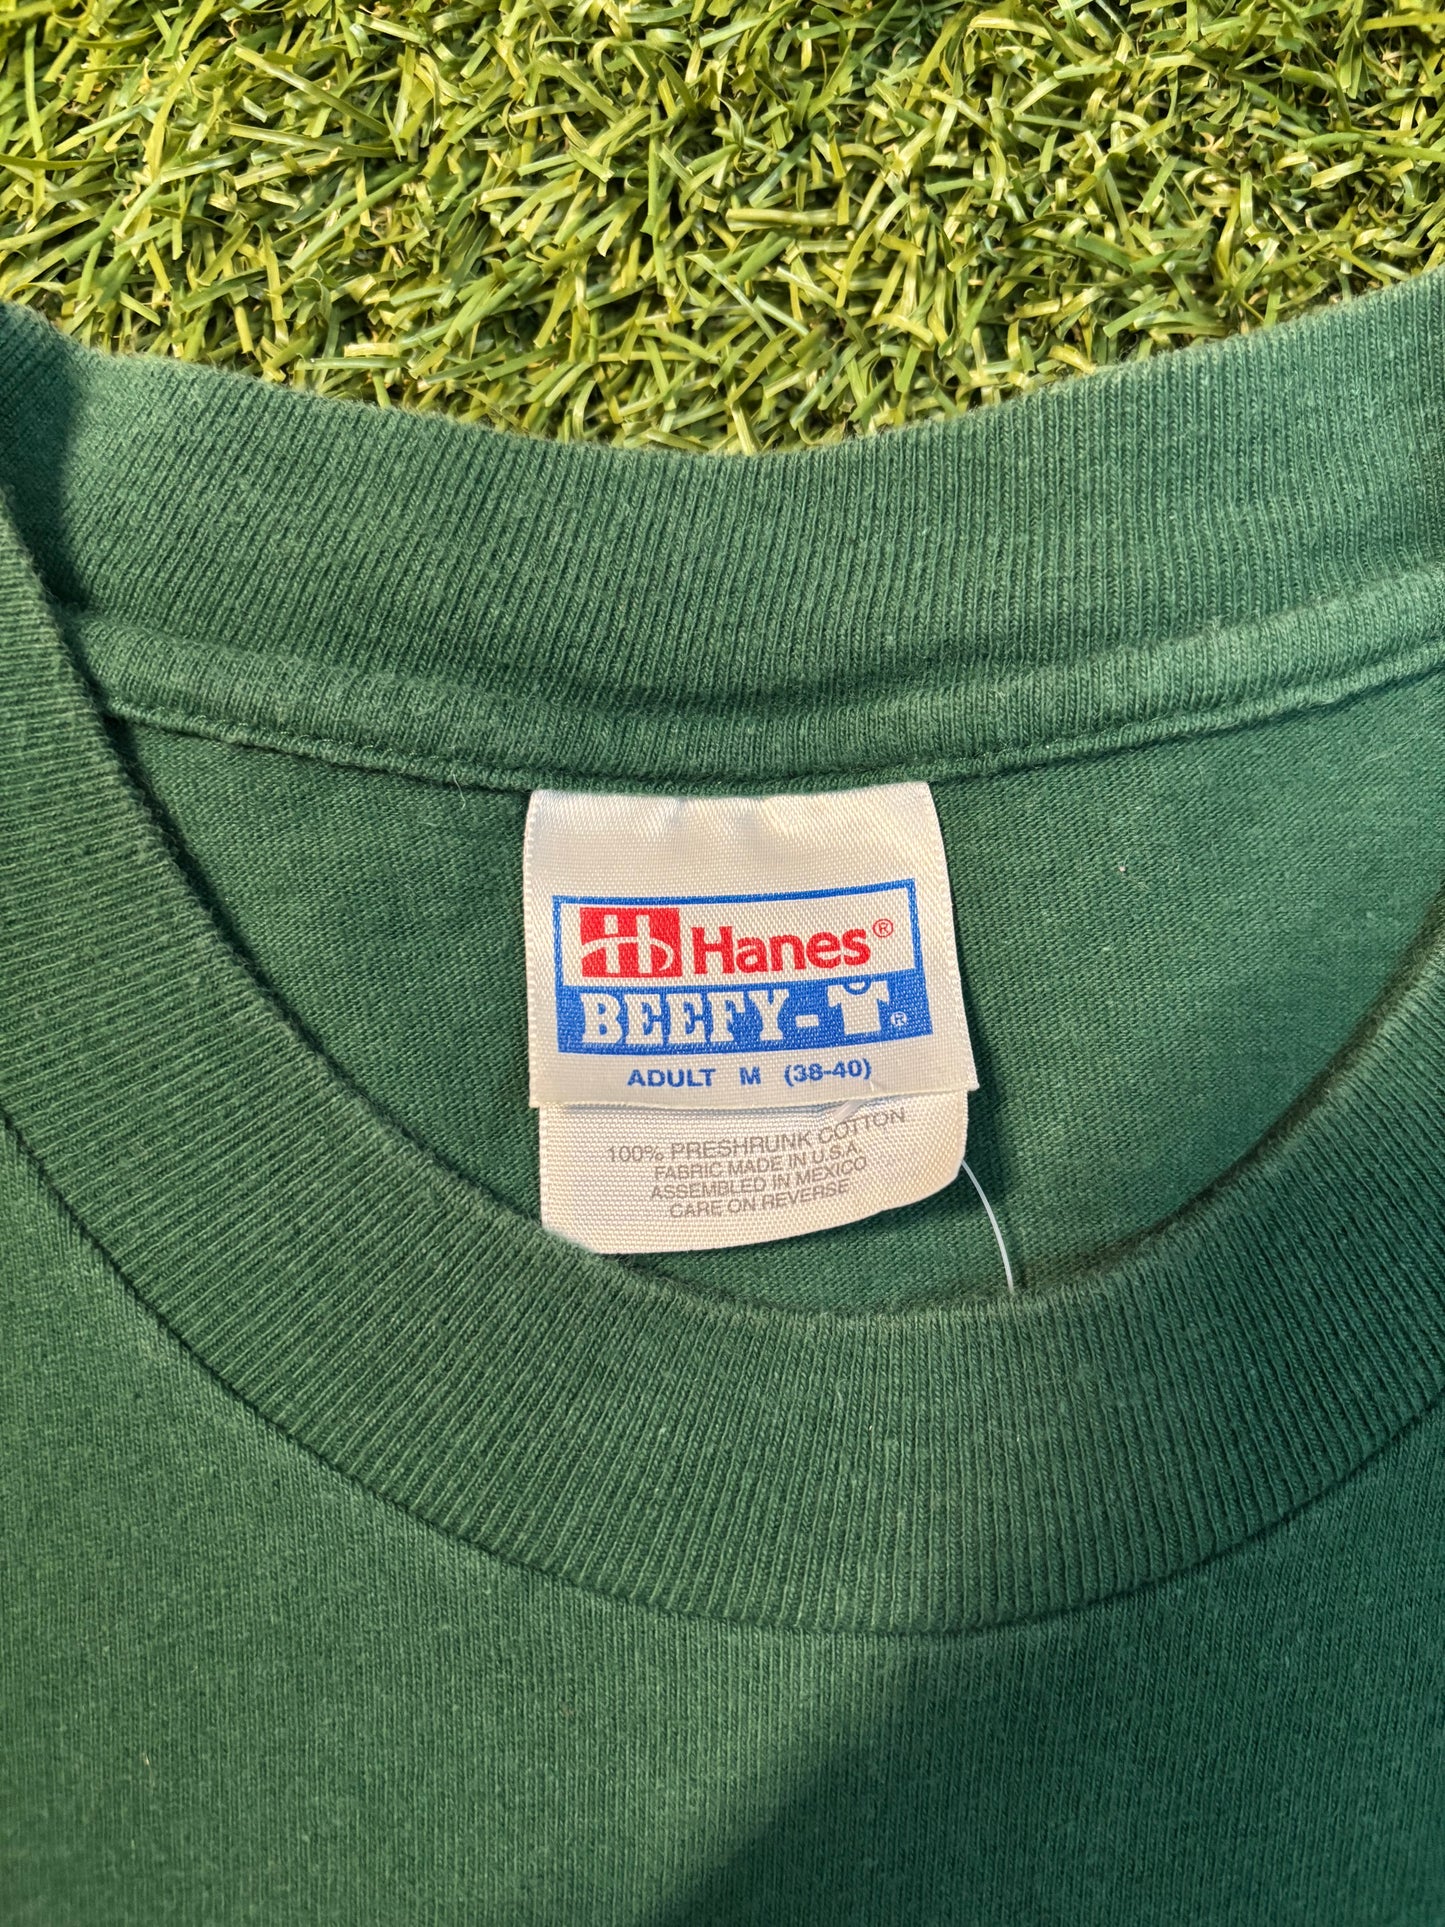 Hanes®
BEEFY-T®
ADULT M (38-40)
100% PRESHRUNK COTTON
FABRIC MADE IN U.S.A.
ASSEMBLED IN MEXICO
CARE ON REVERSE